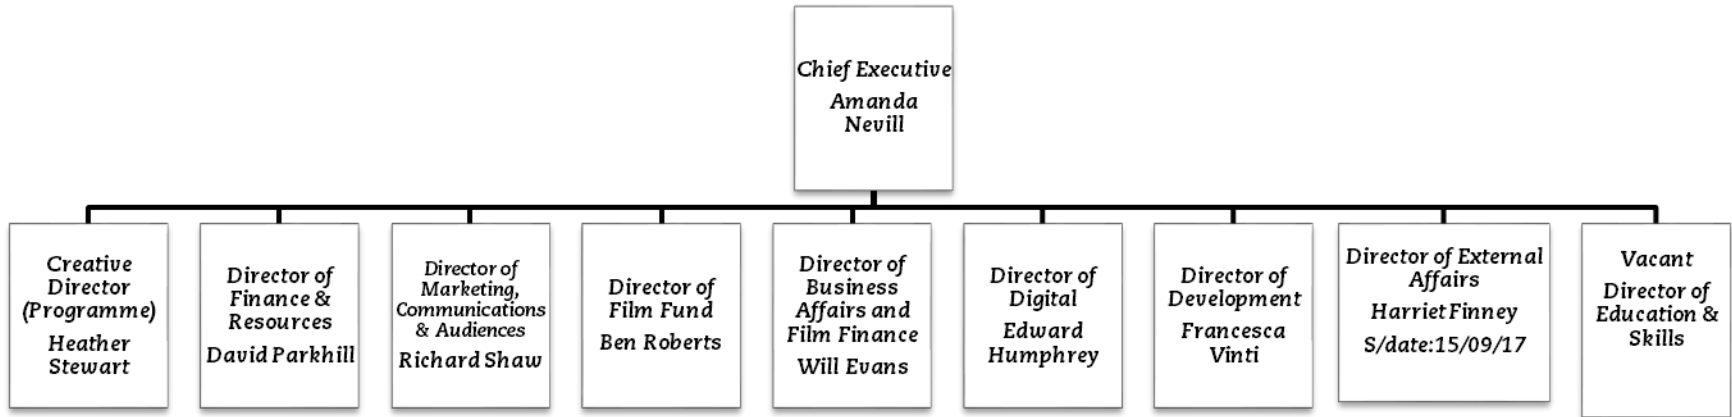 Chief Executive
Amanda
Nevill
Creative
Director
(Programme)
Heather
Stewart
Director of
Finance &
Resources
David Parkhill
Director of
Marketing,
Communications
& Audiences
Richard Shaw
Director of
Film Fund
Ben Roberts
Director of
Business
Affairs and
Film Finance
Will Evans
Director of
Digital
Edward
Humphrey
Director of
Development
Francesca
Vinti
Director of External
Affairs
Harriet Finney
S/date:15/09/17
Vacant
Director of
Education &
Skills